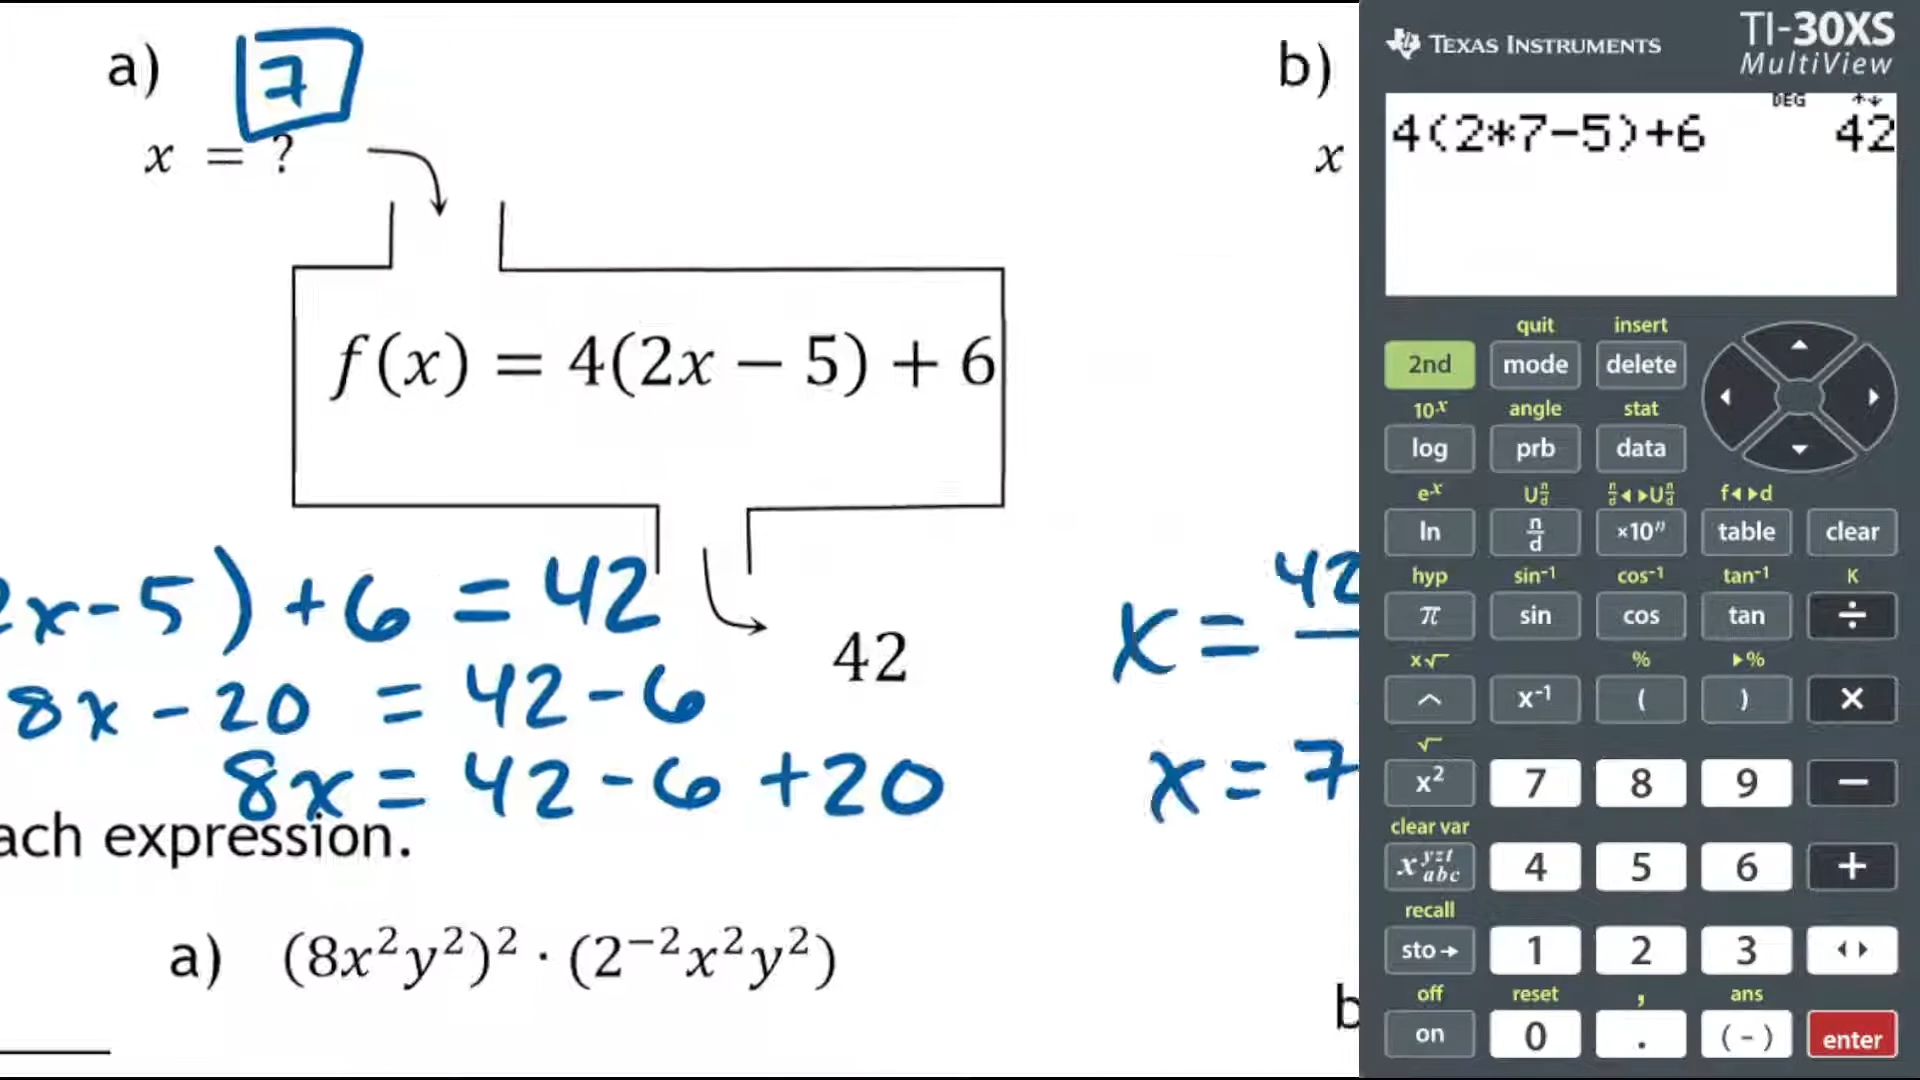 a) 7
x = ?
f(x) = 4(2x − 5) + 6
42
2x - 5) + 6 = 42
8x - 20 = 42 - 6
8x = 42 - 6 + 20
ach expression.
a) (8x²y²)² · (2⁻²x²y²)
b)
x
x = 42
x = 7
b
TEXAS INSTRUMENTS
TI-30XS
MultiView
DEG
4(2*7-5)+6 42
quit insert
2nd mode delete
10ˣ angle stat
log prb data
eˣ U n/d n/d ◂▸U n/d f◂▸d
ln n/d ×10ⁿ table clear
hyp sin⁻¹ cos⁻¹ tan⁻¹ K
π sin cos tan ÷
ˣ√ % ▸%
^ x⁻¹ ( ) ×
√
x² 7 8 9 −
clear var
x yzt abc 4 5 6 +
recall
sto→ 1 2 3 ◂ ▸
off reset , ans
on 0 . (-) enter